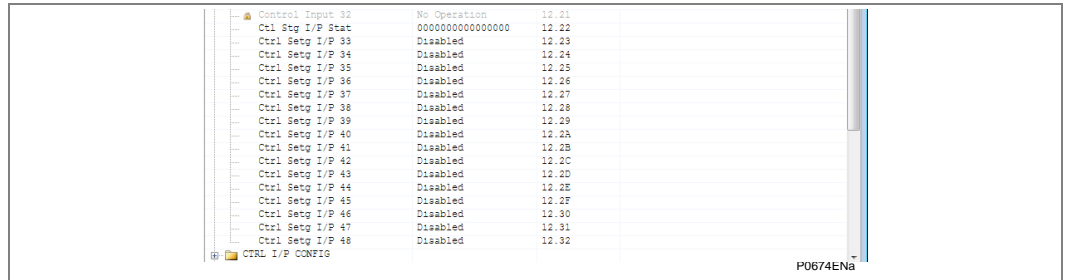 Control Input 32 No Operation 12.21
Ctl Stg I/P Stat 0000000000000000 12.22
Ctrl Setg I/P 33 Disabled 12.23
Ctrl Setg I/P 34 Disabled 12.24
Ctrl Setg I/P 35 Disabled 12.25
Ctrl Setg I/P 36 Disabled 12.26
Ctrl Setg I/P 37 Disabled 12.27
Ctrl Setg I/P 38 Disabled 12.28
Ctrl Setg I/P 39 Disabled 12.29
Ctrl Setg I/P 40 Disabled 12.2A
Ctrl Setg I/P 41 Disabled 12.2B
Ctrl Setg I/P 42 Disabled 12.2C
Ctrl Setg I/P 43 Disabled 12.2D
Ctrl Setg I/P 44 Disabled 12.2E
Ctrl Setg I/P 45 Disabled 12.2F
Ctrl Setg I/P 46 Disabled 12.30
Ctrl Setg I/P 47 Disabled 12.31
Ctrl Setg I/P 48 Disabled 12.32
CTRL I/P CONFIG
P0674ENa